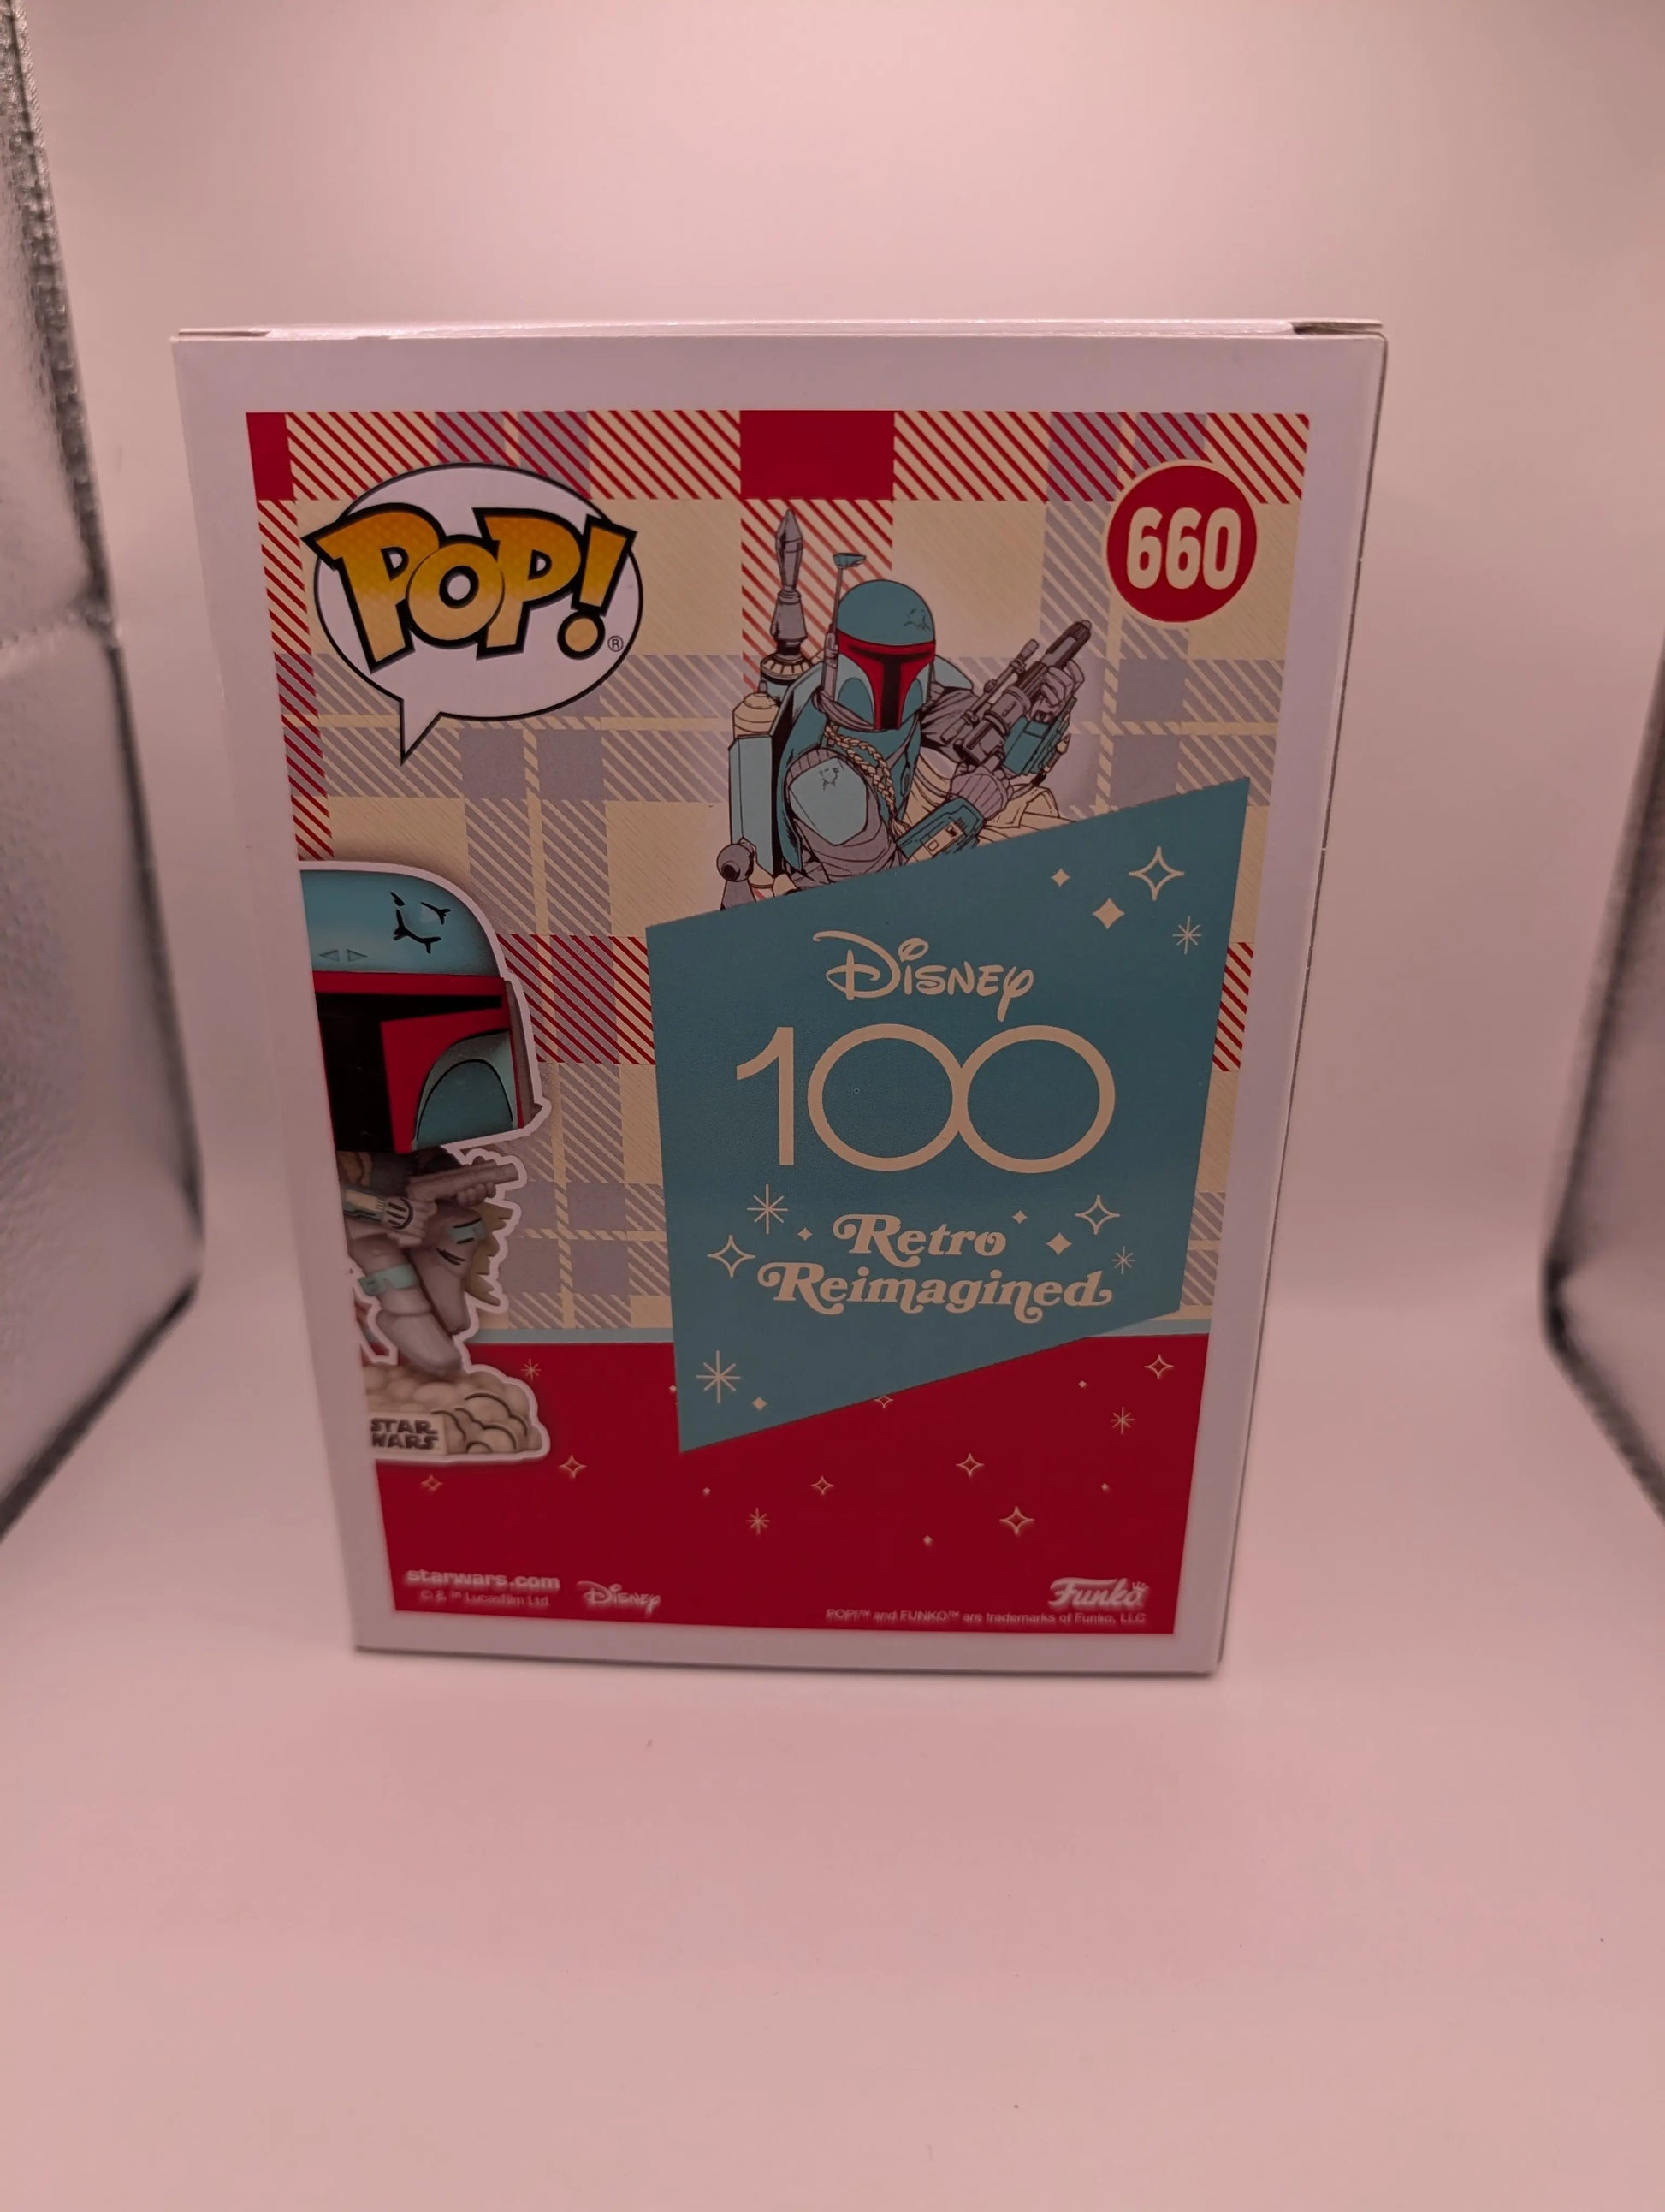 POP! ®
660
DISNEY
100
Retro
Reimagined
STAR
WARS
starwars.com
© & ™ Lucasfilm Ltd.
Disney
Funko
POP!™ and FUNKO™ are trademarks of Funko, LLC